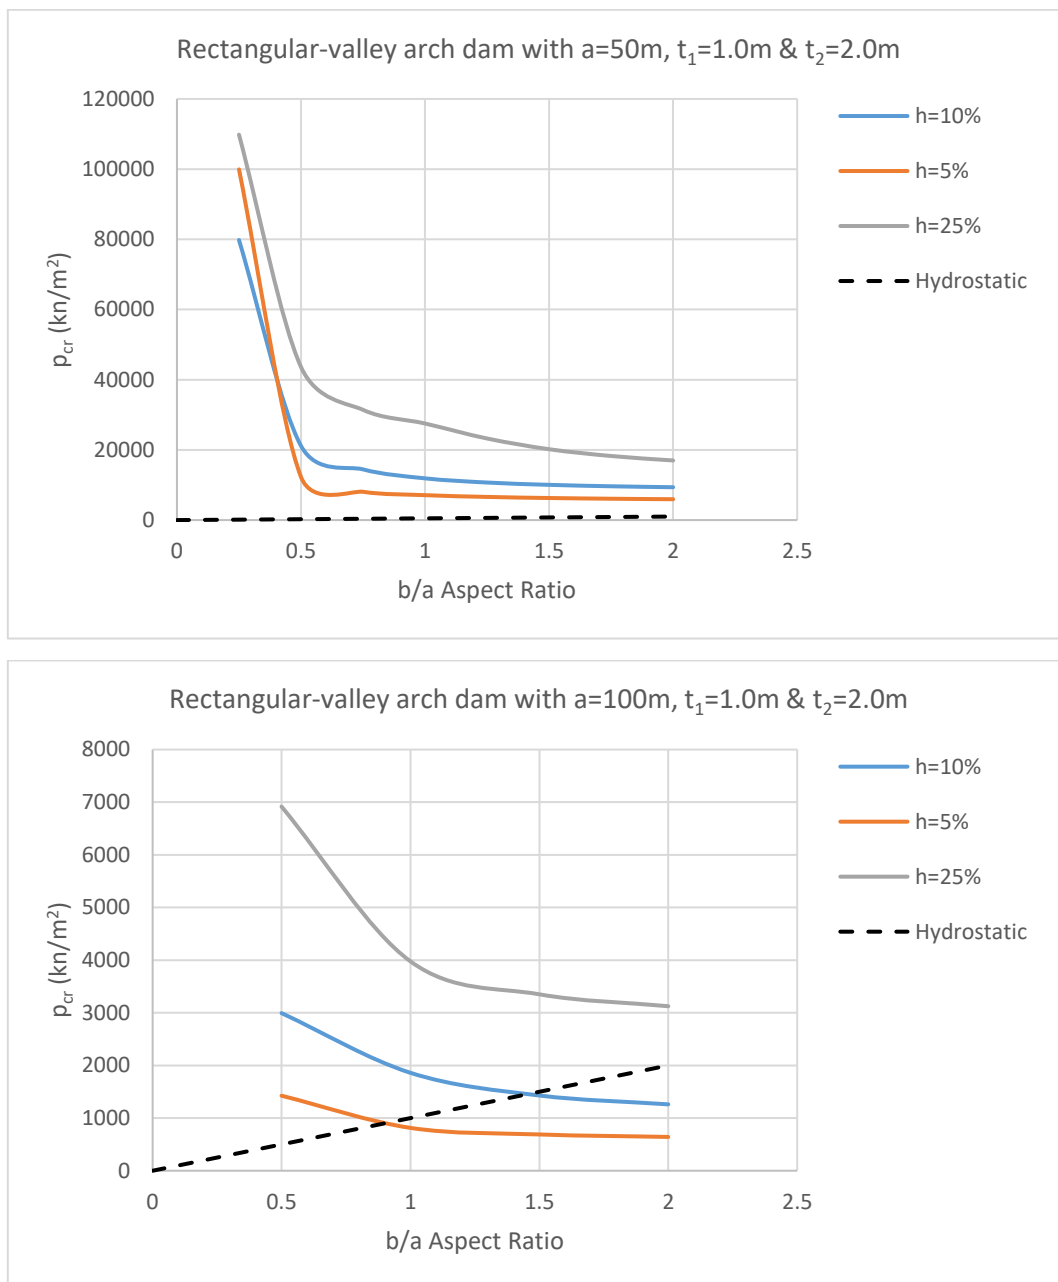 Rectangular-valley arch dam with a=50m, t₁=1.0m & t₂=2.0m
120000
100000
80000
60000
40000
20000
0
p_cr (kn/m²)
0 0.5 1 1.5 2 2.5
b/a Aspect Ratio
h=10%
h=5%
h=25%
Hydrostatic
Rectangular-valley arch dam with a=100m, t₁=1.0m & t₂=2.0m
8000
7000
6000
5000
4000
3000
2000
1000
0
p_cr (kn/m²)
0 0.5 1 1.5 2 2.5
b/a Aspect Ratio
h=10%
h=5%
h=25%
Hydrostatic